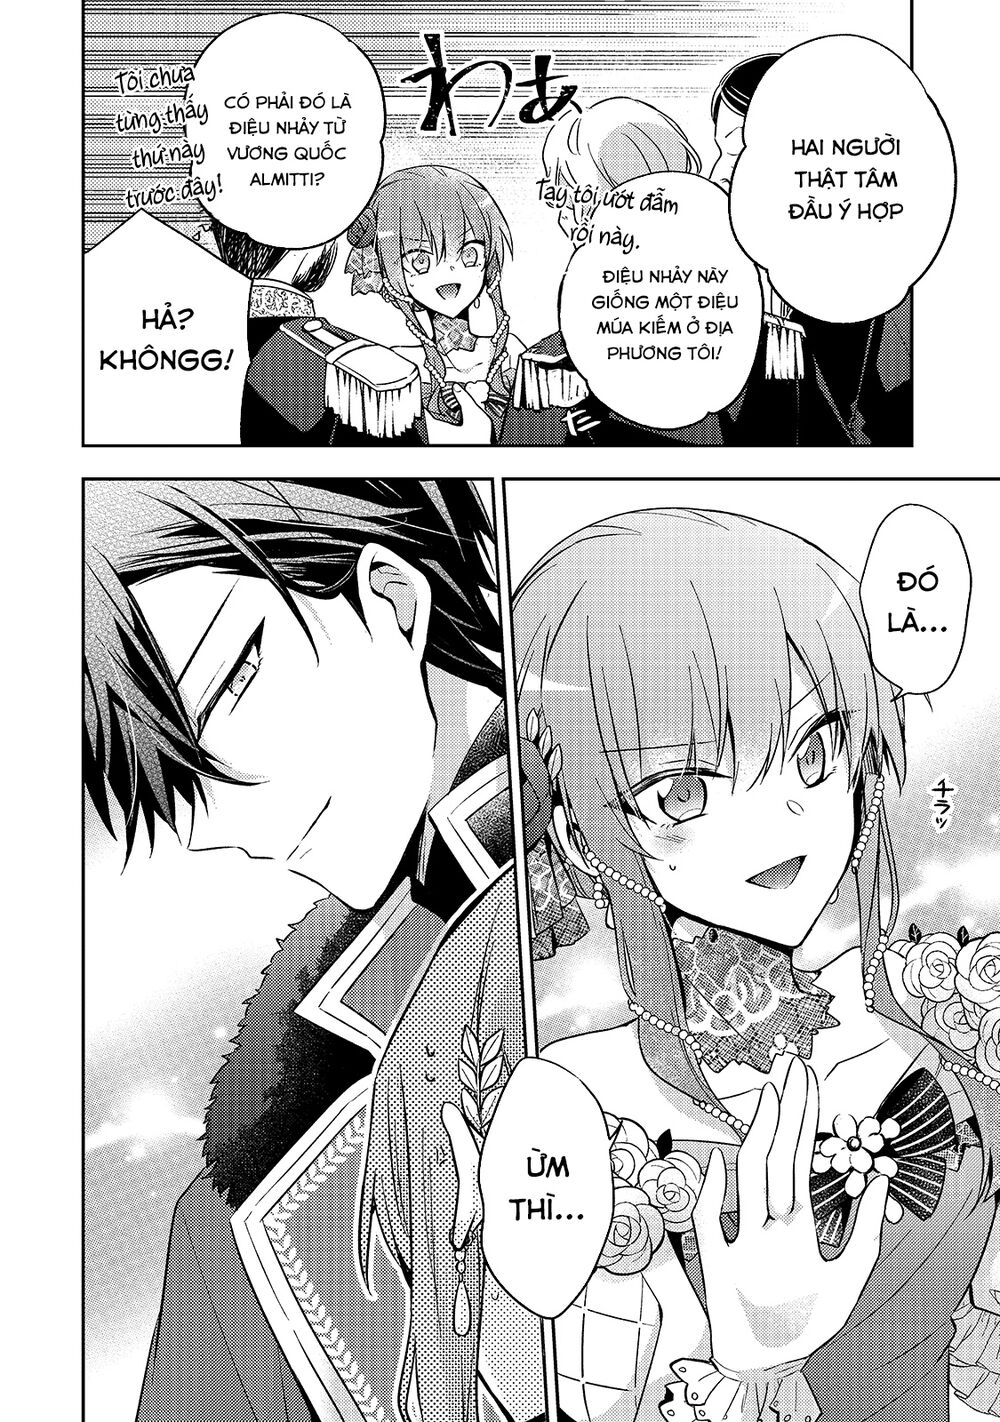 HAI NGƯỜI
THẬT TÂM
ĐẦU Ý HỢP
わぁ
Tay tôi ướt đẫm
rồi này.
ĐIỆU NHẢY NÀY
GIỐNG MỘT ĐIỆU
MÚA KIẾM Ở ĐỊA
PHƯƠNG TÔI!
CÓ PHẢI ĐÓ LÀ
ĐIỆU NHẢY TỪ
VƯƠNG QUỐC
ALMITTI?
Tôi chưa
từng thấy
thứ này
trước đây!
HẢ?
KHÔNGG!
ĐÓ
LÀ...
チラッ
ỪM
THÌ...